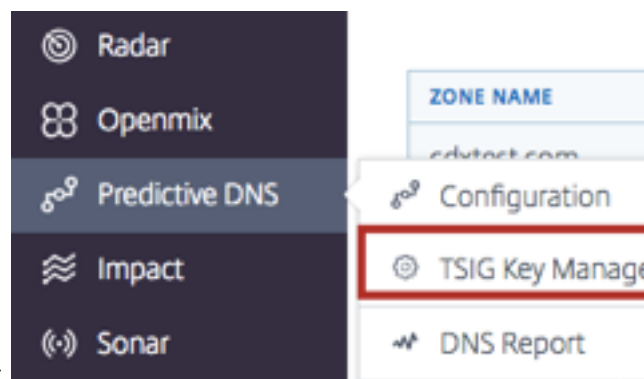 Radar
Openmix
Predictive DNS
Impact
Sonar
ZONE NAME
Configuration
TSIG Key Manage
DNS Report